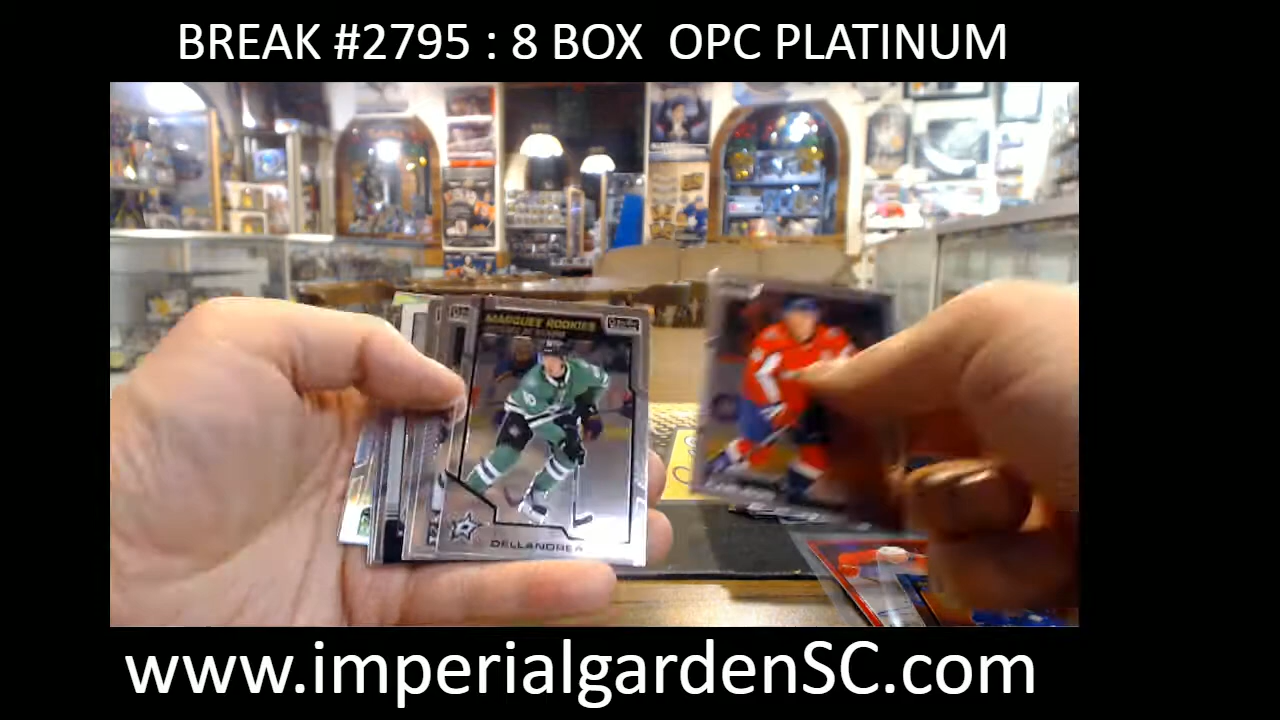 BREAK #2795 : 8 BOX OPC PLATINUM
MARQUEE ROOKIES
DELLANDREA
www.imperialgardenSC.com